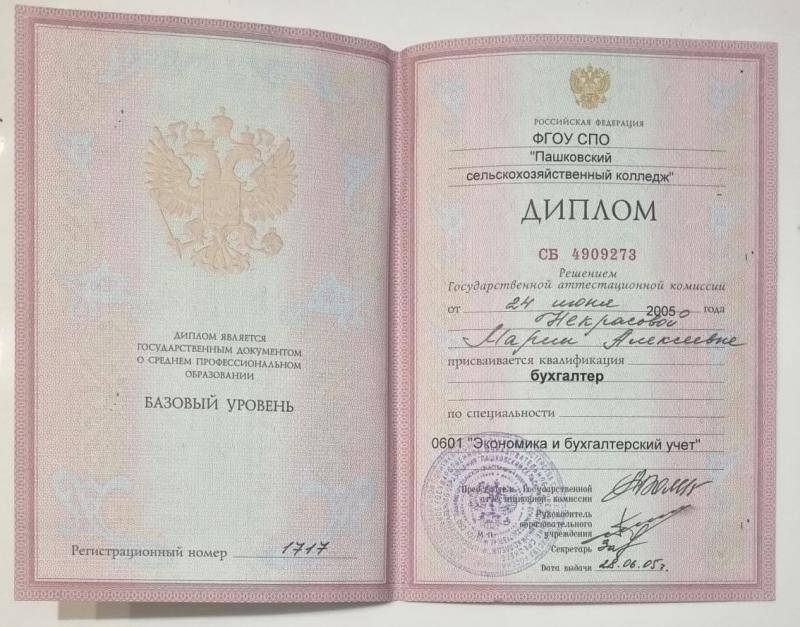 ДИПЛОМ ЯВЛЯЕТСЯ
ГОСУДАРСТВЕННЫМ ДОКУМЕНТОМ
О СРЕДНЕМ ПРОФЕССИОНАЛЬНОМ
ОБРАЗОВАНИИ
БАЗОВЫЙ УРОВЕНЬ
Регистрационный номер 1717
РОССИЙСКАЯ ФЕДЕРАЦИЯ
ФГОУ СПО
"Пашковский
сельскохозяйственный колледж"
ДИПЛОМ
СБ 4909273
Решением
Государственной аттестационной комиссии
от 24 июня 2005 года
Некрасовой
Марии Алексеевне
присваивается квалификация
бухгалтер
по специальности
0601 "Экономика и бухгалтерский учет"
Председатель Государственной
аттестационной комиссии
Руководитель
образовательного
учреждения
Секретарь
Дата выдачи 28.06.05г.